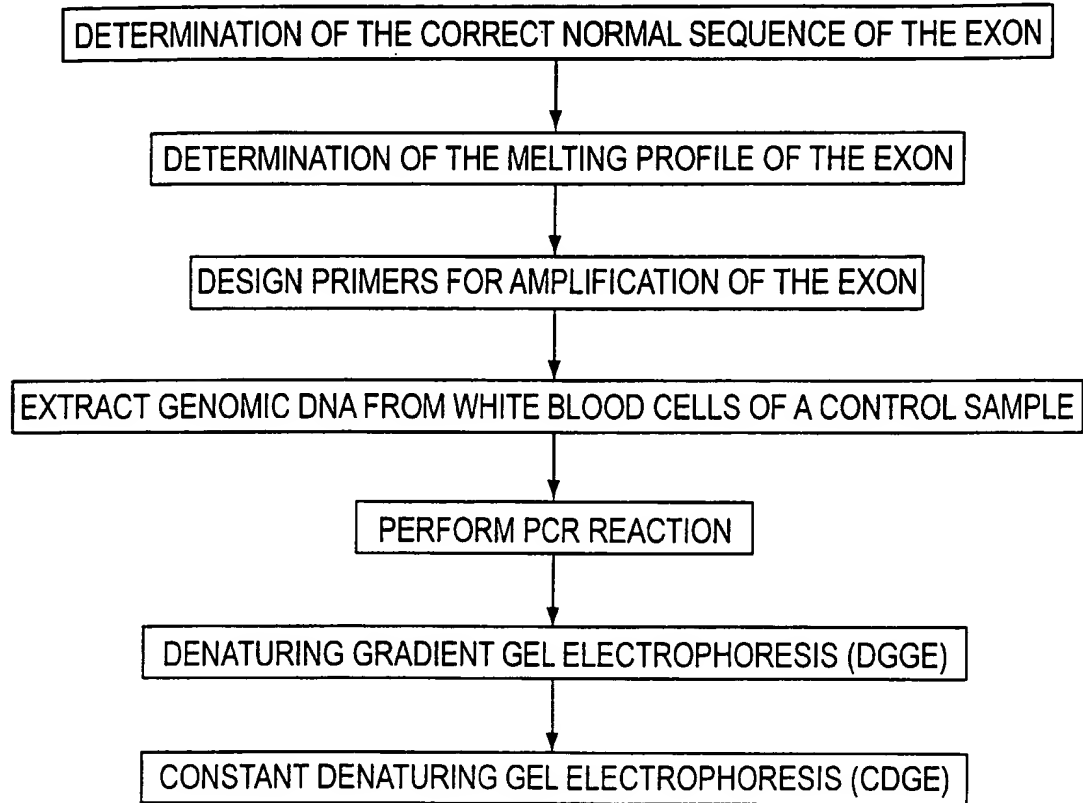 DETERMINATION OF THE CORRECT NORMAL SEQUENCE OF THE EXON
DETERMINATION OF THE MELTING PROFILE OF THE EXON
DESIGN PRIMERS FOR AMPLIFICATION OF THE EXON
EXTRACT GENOMIC DNA FROM WHITE BLOOD CELLS OF A CONTROL SAMPLE
PERFORM PCR REACTION
DENATURING GRADIENT GEL ELECTROPHORESIS (DGGE)
CONSTANT DENATURING GEL ELECTROPHORESIS (CDGE)